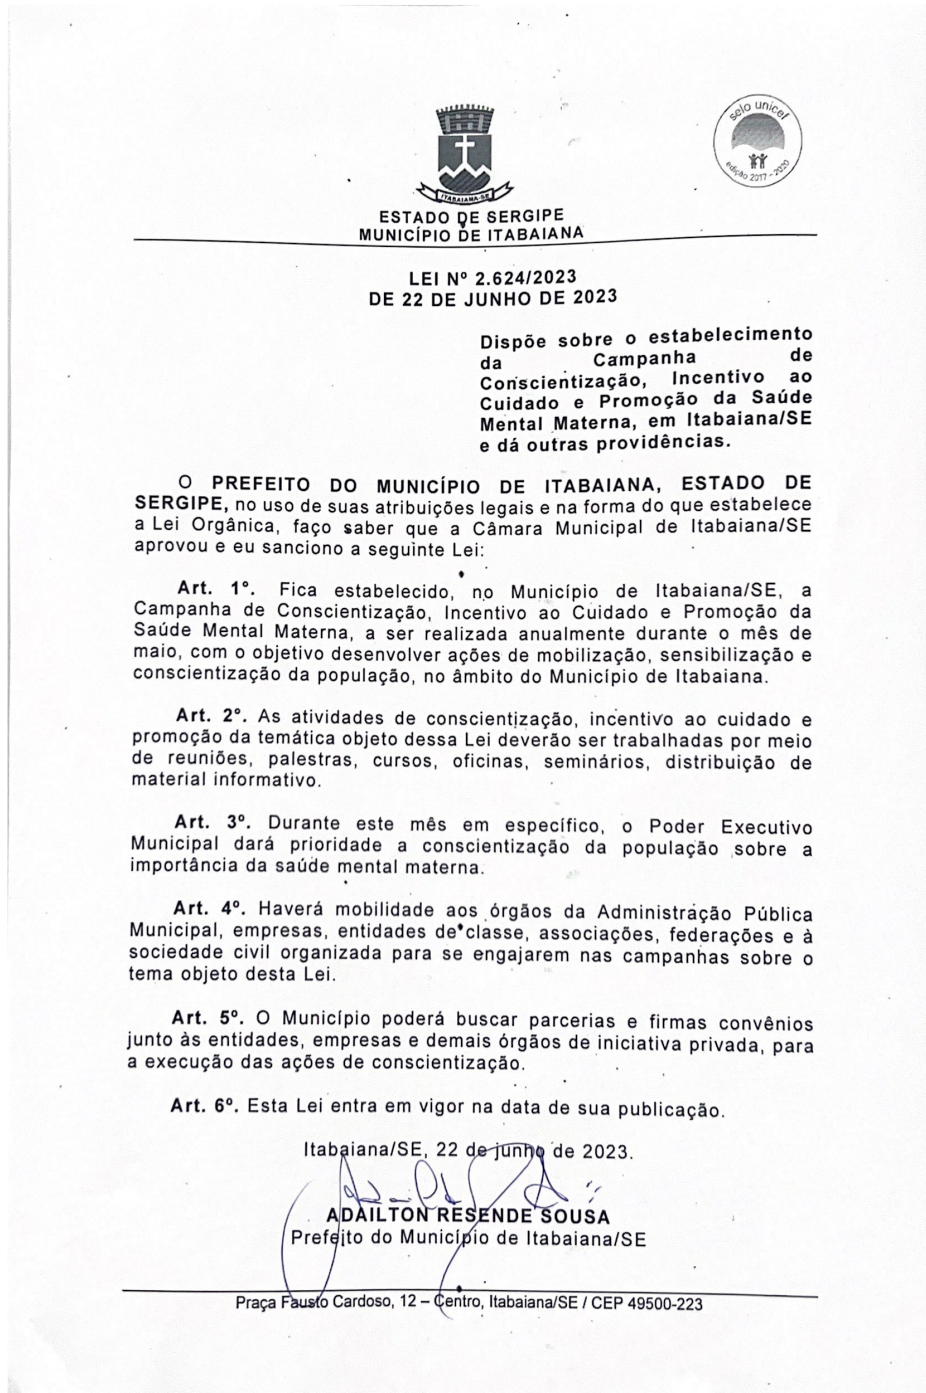 selo unicef
edição 2017 - 2020
ITABAIANA-SE
ESTADO DE SERGIPE
MUNICÍPIO DE ITABAIANA
LEI Nº 2.624/2023
DE 22 DE JUNHO DE 2023
Dispõe sobre o estabelecimento
da Campanha de
Conscientização, Incentivo ao
Cuidado e Promoção da Saúde
Mental Materna, em Itabaiana/SE
e dá outras providências.
O PREFEITO DO MUNICÍPIO DE ITABAIANA, ESTADO DE
SERGIPE, no uso de suas atribuições legais e na forma do que estabelece
a Lei Orgânica, faço saber que a Câmara Municipal de Itabaiana/SE
aprovou e eu sanciono a seguinte Lei:
Art. 1º. Fica estabelecido, no Município de Itabaiana/SE, a
Campanha de Conscientização, Incentivo ao Cuidado e Promoção da
Saúde Mental Materna, a ser realizada anualmente durante o mês de
maio, com o objetivo desenvolver ações de mobilização, sensibilização e
conscientização da população, no âmbito do Município de Itabaiana.
Art. 2º. As atividades de conscientização, incentivo ao cuidado e
promoção da temática objeto dessa Lei deverão ser trabalhadas por meio
de reuniões, palestras, cursos, oficinas, seminários, distribuição de
material informativo.
Art. 3º. Durante este mês em específico, o Poder Executivo
Municipal dará prioridade a conscientização da população sobre a
importância da saúde mental materna.
Art. 4º. Haverá mobilidade aos órgãos da Administração Pública
Municipal, empresas, entidades de classe, associações, federações e à
sociedade civil organizada para se engajarem nas campanhas sobre o
tema objeto desta Lei.
Art. 5º. O Município poderá buscar parcerias e firmas convênios
junto às entidades, empresas e demais órgãos de iniciativa privada, para
a execução das ações de conscientização.
Art. 6º. Esta Lei entra em vigor na data de sua publicação.
Itabaiana/SE, 22 de junho de 2023.
ADAILTON RESENDE SOUSA
Prefeito do Município de Itabaiana/SE
Praça Fausto Cardoso, 12 – Centro, Itabaiana/SE / CEP 49500-223